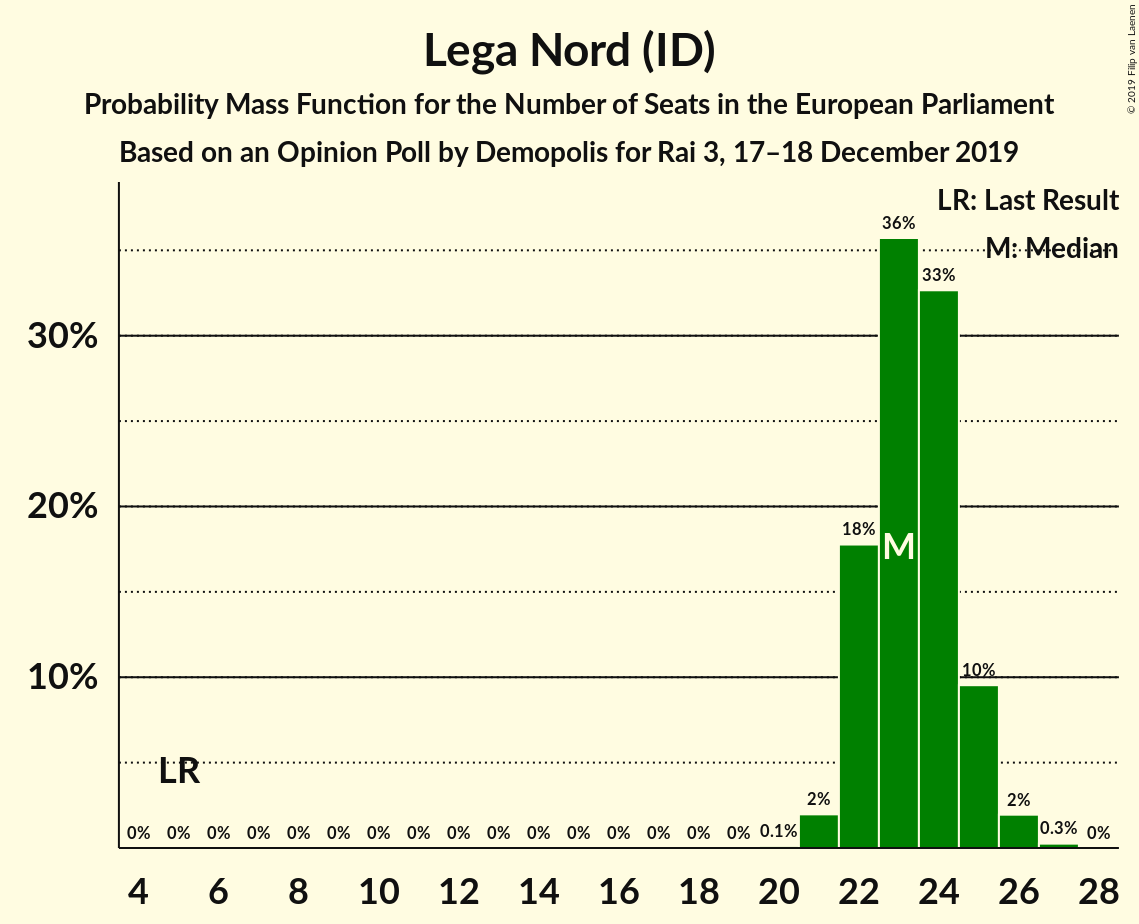 Lega Nord (ID)
Probability Mass Function for the Number of Seats in the European Parliament
Based on an Opinion Poll by Demopolis for Rai 3, 17–18 December 2019
© 2019 Filip van Laenen
LR: Last Result
M: Median
36%
33%
30%
20%
18%
M
10%
10%
LR
2%
2%
0% 0% 0% 0% 0% 0% 0% 0% 0% 0% 0% 0% 0% 0% 0% 0% 0.1% 0.3% 0%
4 6 8 10 12 14 16 18 20 22 24 26 28